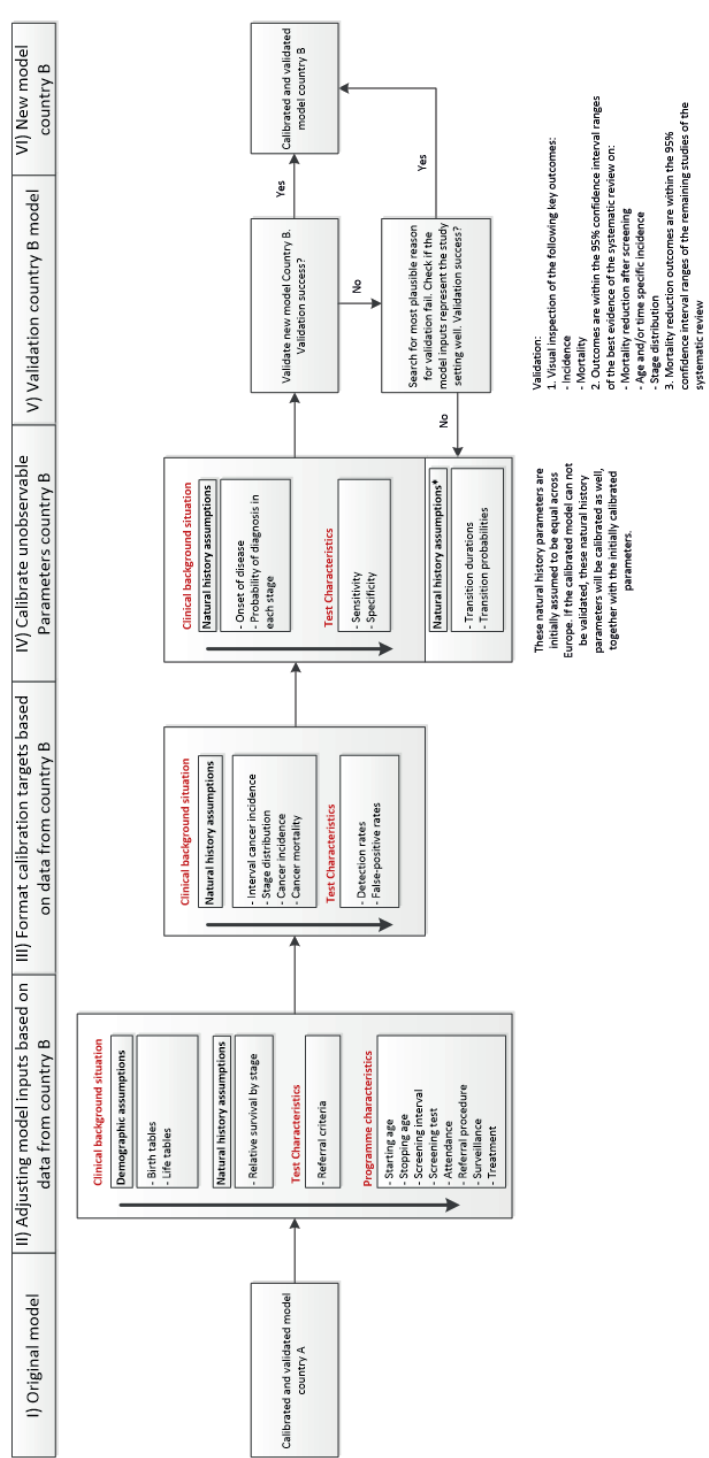 I) Original model
II) Adjusting model inputs based on
data from country B
III) Format calibration targets based
on data from country B
IV) Calibrate unobservable
Parameters country B
V) Validation country B model
VI) New model
country B
Calibrated and validated model
country A
Clinical background situation
Demographic assumptions
- Birth tables
- Life tables
Natural history assumptions
- Relative survival by stage
Test Characteristics
- Referral criteria
Programme characteristics
- Starting age
- Stopping age
- Screening interval
- Screening test
- Attendance
- Referral procedure
- Surveillance
- Treatment
Clinical background situation
Natural history assumptions
- Interval cancer incidence
- Stage distribution
- Cancer incidence
- Cancer mortality
Test Characteristics
- Detection rates
- False-positive rates
Clinical background situation
Natural history assumptions
- Onset of disease
- Probability of diagnosis in
each stage
Test Characteristics
- Sensitivity
- Specificity
Natural history assumptions*
- Transition durations
- Transition probabilities
These natural history parameters are
initially assumed to be equal across
Europe. If the calibrated model can not
be validated, these natural history
parameters will be calibrated as well,
together with the initially calibrated
parameters.
Validate new model Country B.
Validation success?
Yes
No
Search for most plausible reason
for validation fail. Check if the
model inputs represent the study
setting well. Validation success?
No
Yes
Calibrated and validated
model country B
Validation:
1. Visual inspection of the following key outcomes:
- Incidence
- Mortality
2. Outcomes are within the 95% confidence interval ranges
of the best evidence of the systematic review on:
- Mortality reduction after screening
- Age and/or time specific incidence
- Stage distribution
3. Mortality reduction outcomes are within the 95%
confidence interval ranges of the remaining studies of the
systematic review